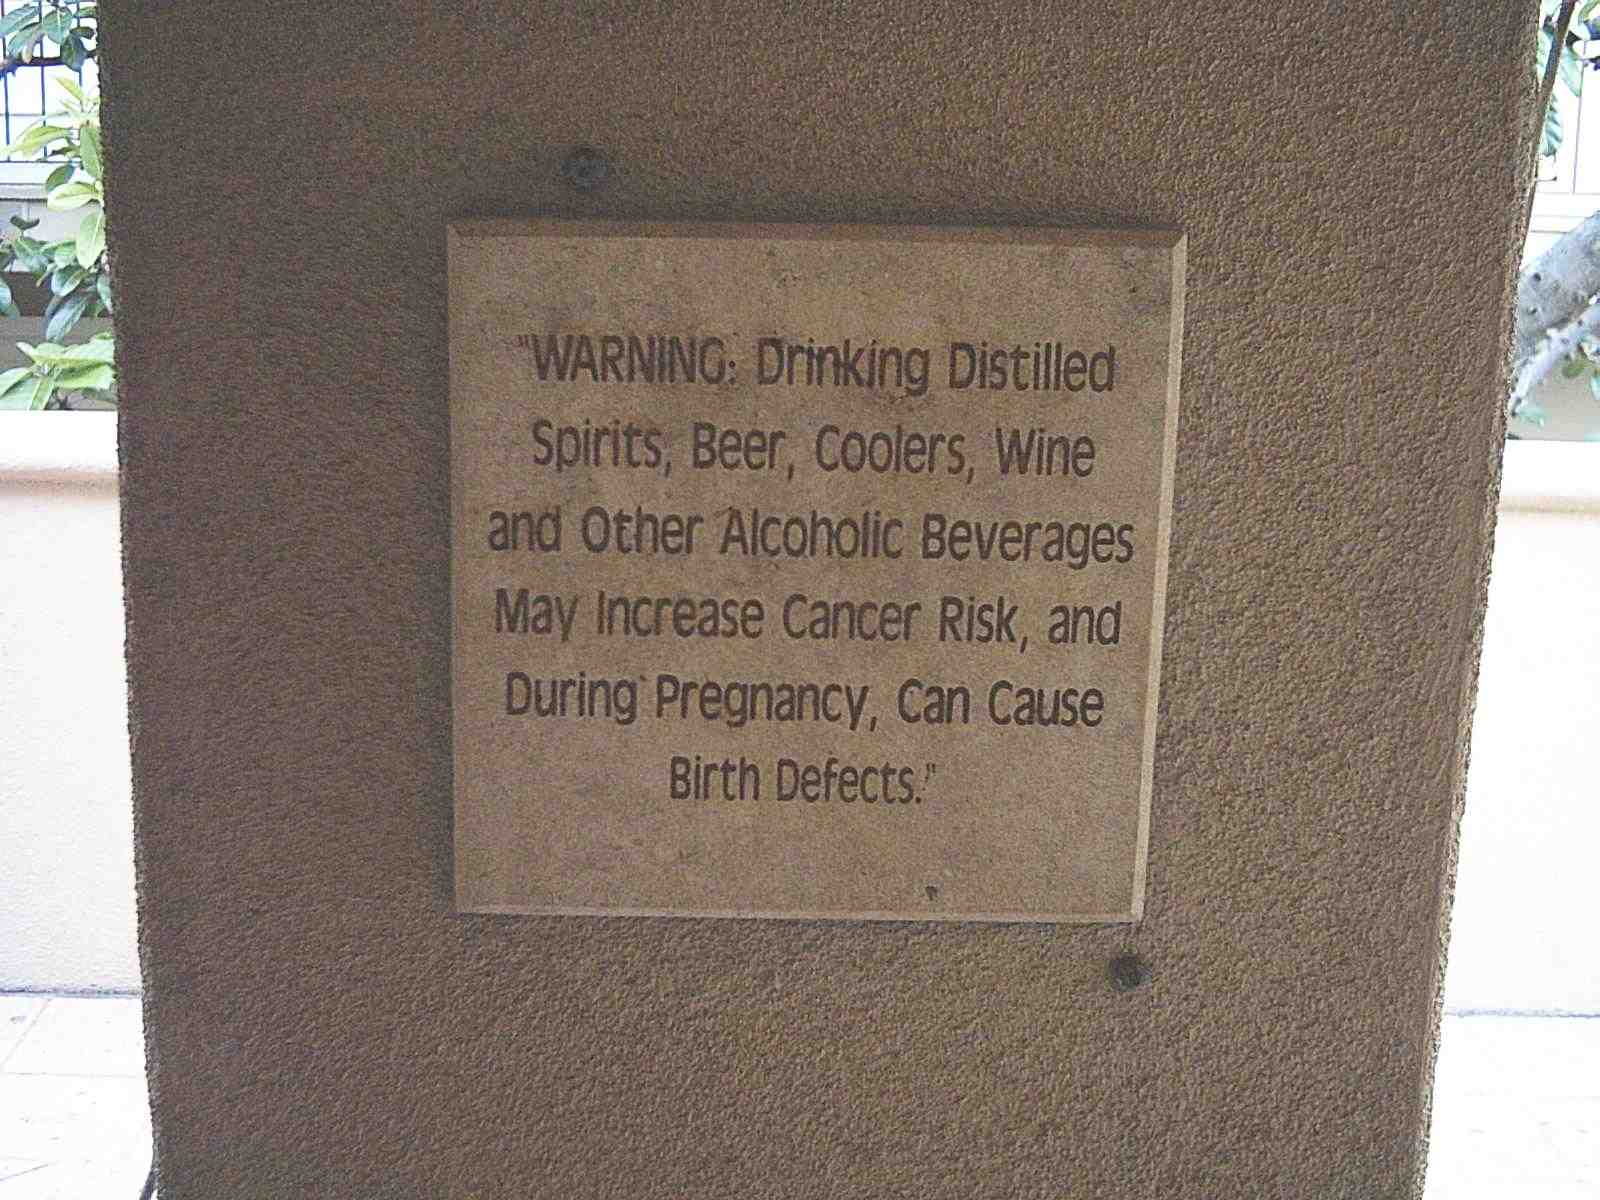 "WARNING: Drinking Distilled
Spirits, Beer, Coolers, Wine
and Other Alcoholic Beverages
May Increase Cancer Risk, and
During Pregnancy, Can Cause
Birth Defects."